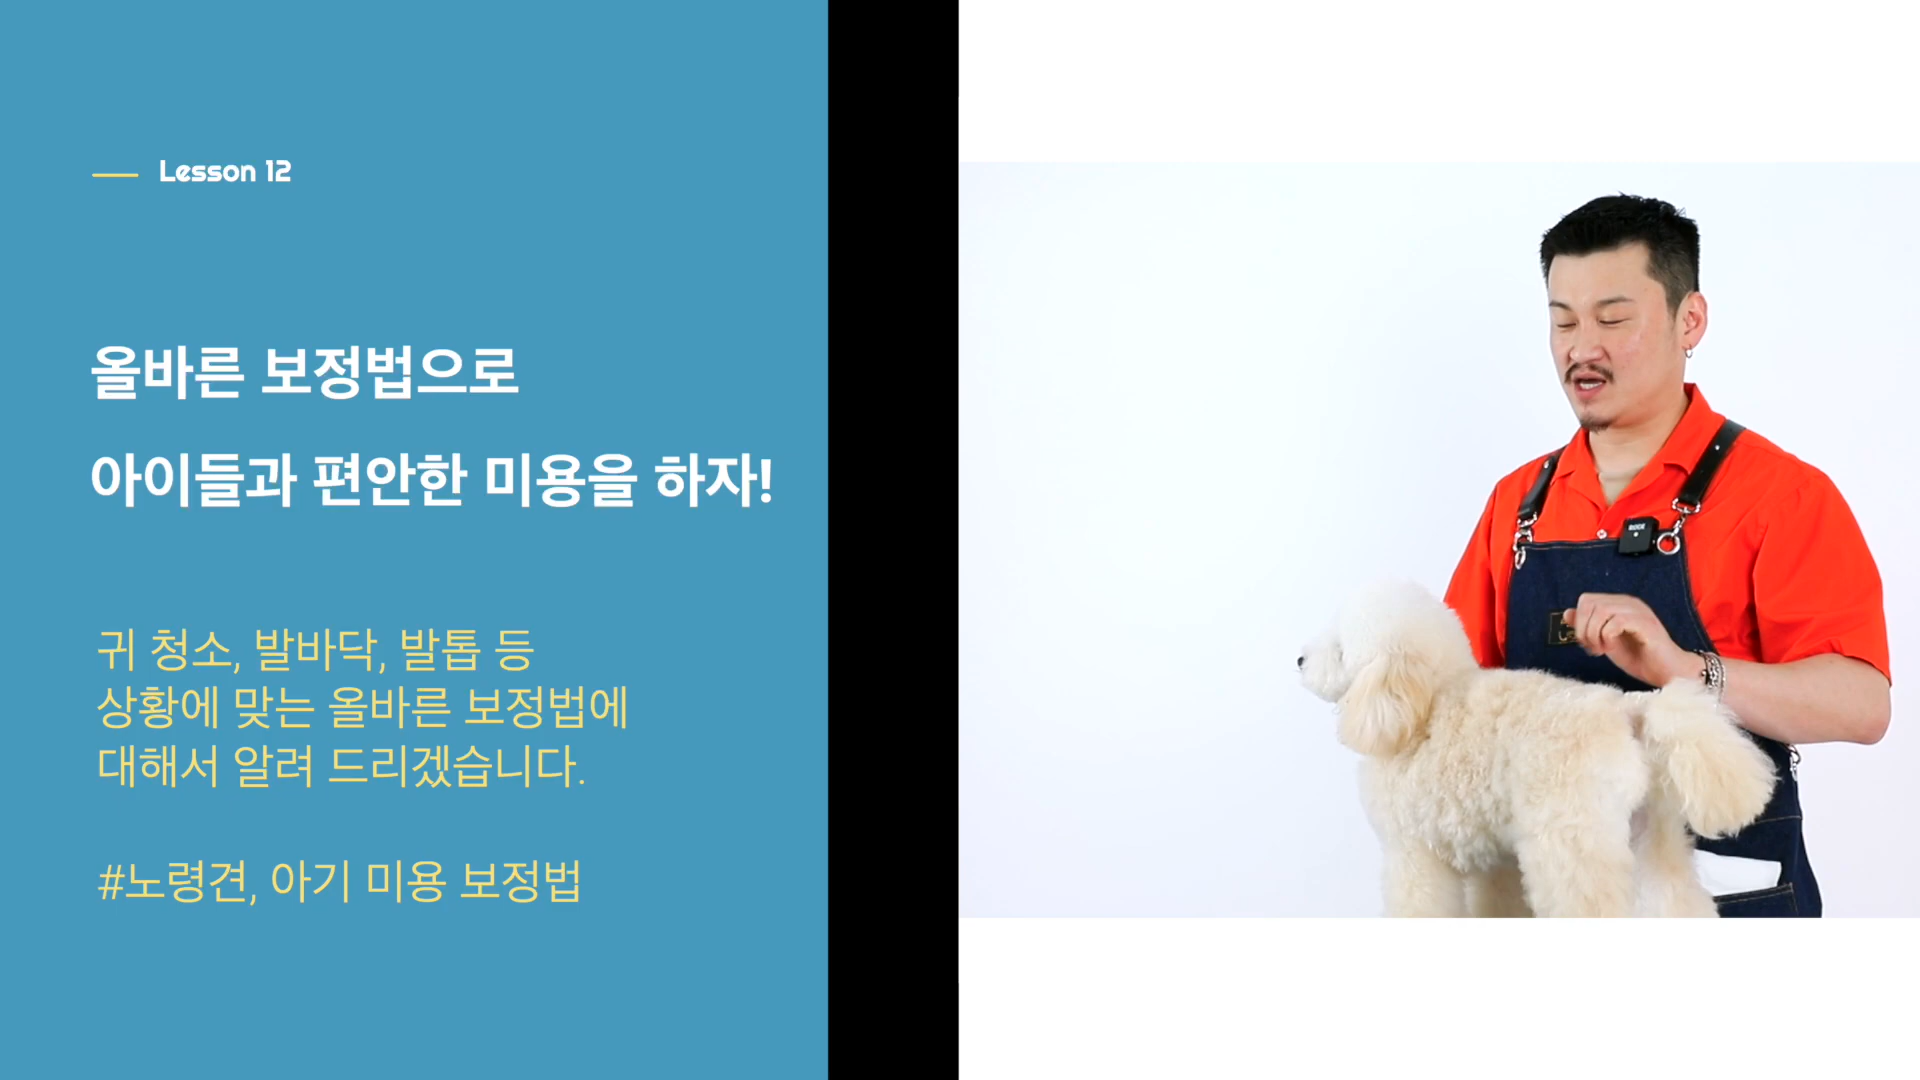 Lesson 12
올바른 보정법으로
아이들과 편안한 미용을 하자!
귀 청소, 발바닥, 발톱 등
상황에 맞는 올바른 보정법에
대해서 알려 드리겠습니다.
#노령견, 아기 미용 보정법
RODE